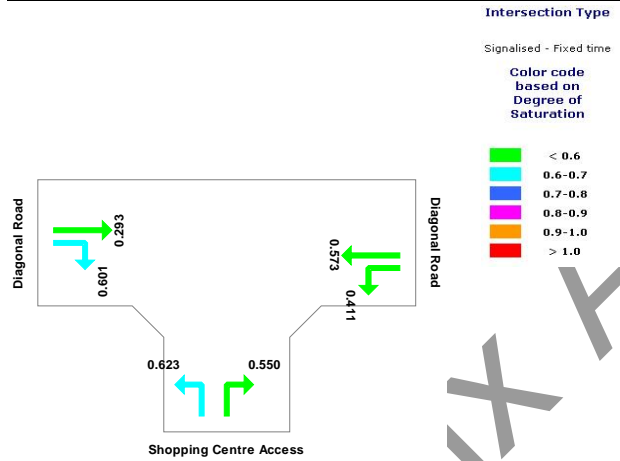 Intersection Type
Signalised - Fixed time
Color code
based on
Degree of
Saturation
< 0.6
0.6-0.7
0.7-0.8
0.8-0.9
0.9-1.0
> 1.0
Diagonal Road
0.293
0.601
0.573
0.411
Diagonal Road
0.623
0.550
Shopping Centre Access